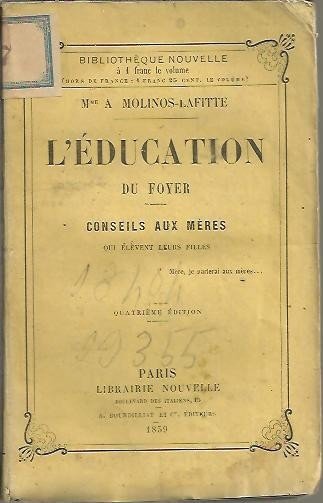 BIBLIOTHÈQUE NOUVELLE
à 1 franc le volume
(HORS DE FRANCE : 1 FRANC 25 CENT. LE VOLUME)
Mme A MOLINOS-LAFITTE
L'ÉDUCATION
DU FOYER
CONSEILS AUX MÈRES
QUI ÉLÈVENT LEURS FILLES
Mère, je parlerai aux mères...
QUATRIÈME ÉDITION
PARIS
LIBRAIRIE NOUVELLE
BOULEVARD DES ITALIENS, 15
A. BOURDILLIAT ET Ce, ÉDITEURS
1859